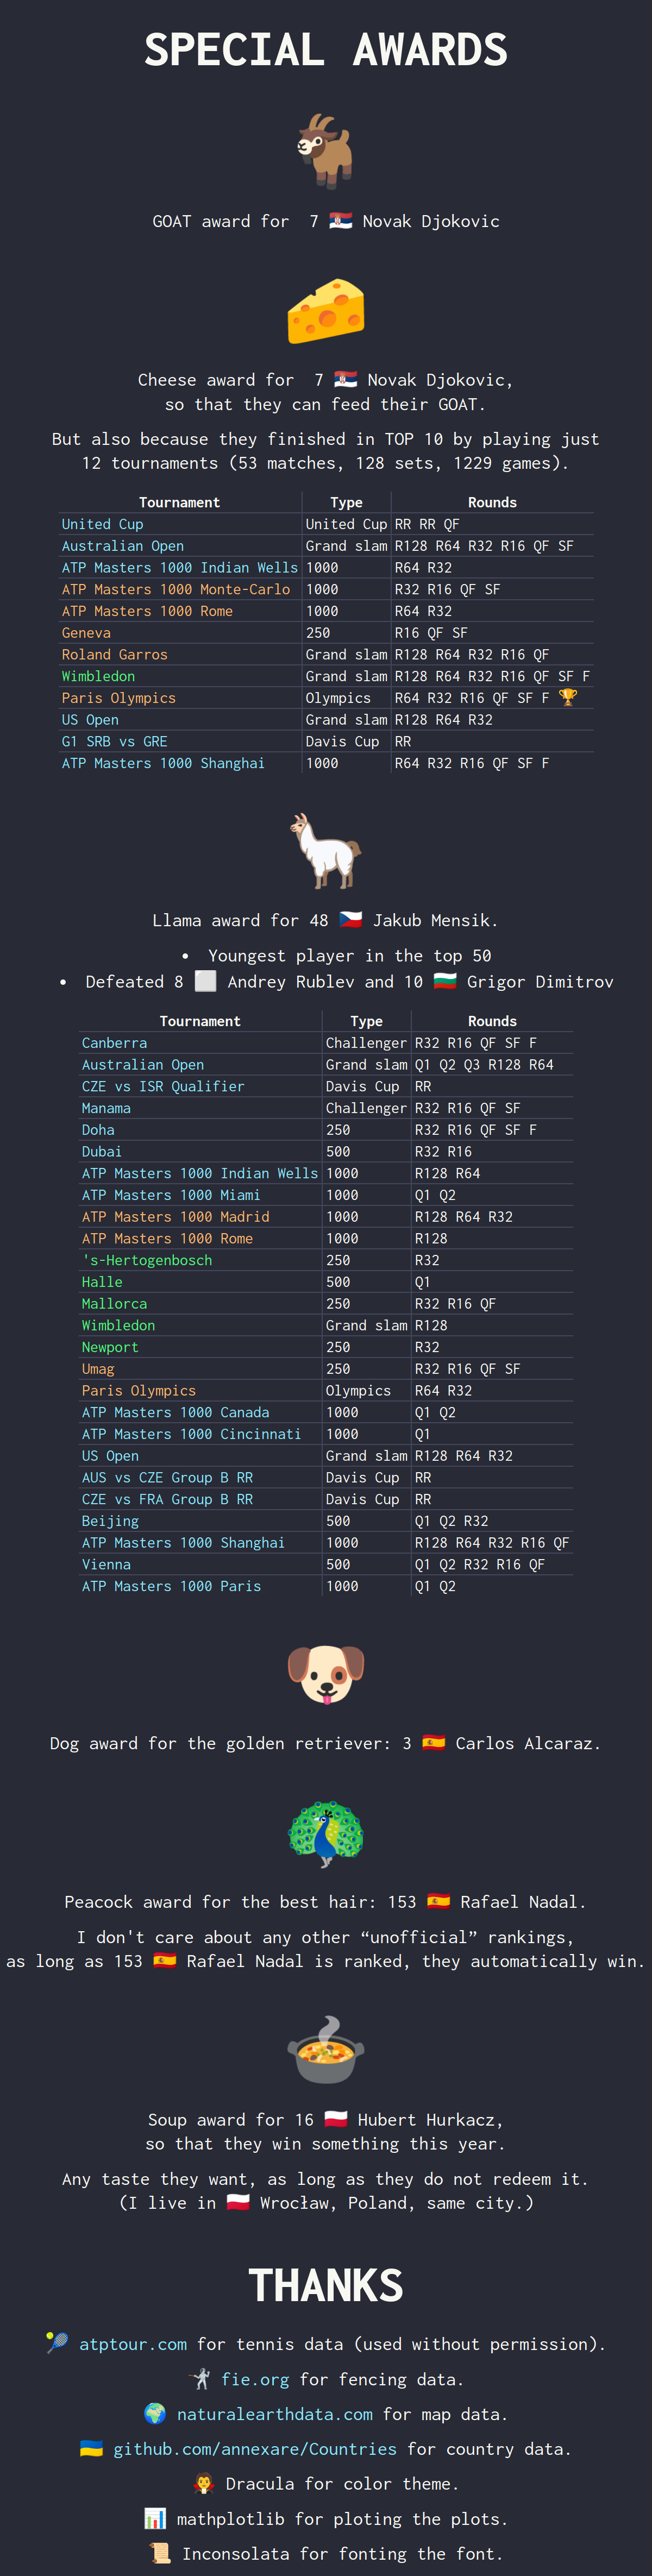 SPECIAL AWARDS
GOAT award for 7 🇷🇸 Novak Djokovic
Cheese award for 7 🇷🇸 Novak Djokovic,
so that they can feed their GOAT.
But also because they finished in TOP 10 by playing just
12 tournaments (53 matches, 128 sets, 1229 games).
Tournament Type Rounds
United Cup United Cup RR RR QF
Australian Open Grand slam R128 R64 R32 R16 QF SF
ATP Masters 1000 Indian Wells 1000 R64 R32
ATP Masters 1000 Monte-Carlo 1000 R32 R16 QF SF
ATP Masters 1000 Rome 1000 R64 R32
Geneva 250 R16 QF SF
Roland Garros Grand slam R128 R64 R32 R16 QF
Wimbledon Grand slam R128 R64 R32 R16 QF SF F
Paris Olympics Olympics R64 R32 R16 QF SF F 🏆
US Open Grand slam R128 R64 R32
G1 SRB vs GRE Davis Cup RR
ATP Masters 1000 Shanghai 1000 R64 R32 R16 QF SF F
Llama award for 48 🇨🇿 Jakub Mensik.
• Youngest player in the top 50
• Defeated 8 ⬜ Andrey Rublev and 10 🇧🇬 Grigor Dimitrov
Tournament Type Rounds
Canberra Challenger R32 R16 QF SF F
Australian Open Grand slam Q1 Q2 Q3 R128 R64
CZE vs ISR Qualifier Davis Cup RR
Manama Challenger R32 R16 QF SF
Doha 250 R32 R16 QF SF F
Dubai 500 R32 R16
ATP Masters 1000 Indian Wells 1000 R128 R64
ATP Masters 1000 Miami 1000 Q1 Q2
ATP Masters 1000 Madrid 1000 R128 R64 R32
ATP Masters 1000 Rome 1000 R128
's-Hertogenbosch 250 R32
Halle 500 Q1
Mallorca 250 R32 R16 QF
Wimbledon Grand slam R128
Newport 250 R32
Umag 250 R32 R16 QF SF
Paris Olympics Olympics R64 R32
ATP Masters 1000 Canada 1000 Q1 Q2
ATP Masters 1000 Cincinnati 1000 Q1
US Open Grand slam R128 R64 R32
AUS vs CZE Group B RR Davis Cup RR
CZE vs FRA Group B RR Davis Cup RR
Beijing 500 Q1 Q2 R32
ATP Masters 1000 Shanghai 1000 R128 R64 R32 R16 QF
Vienna 500 Q1 Q2 R32 R16 QF
ATP Masters 1000 Paris 1000 Q1 Q2
Dog award for the golden retriever: 3 🇪🇸 Carlos Alcaraz.
Peacock award for the best hair: 153 🇪🇸 Rafael Nadal.
I don't care about any other “unofficial” rankings,
as long as 153 🇪🇸 Rafael Nadal is ranked, they automatically win.
Soup award for 16 🇵🇱 Hubert Hurkacz,
so that they win something this year.
Any taste they want, as long as they do not redeem it.
(I live in 🇵🇱 Wrocław, Poland, same city.)
THANKS
🎾 atptour.com for tennis data (used without permission).
🤺 fie.org for fencing data.
🌍 naturalearthdata.com for map data.
🇺🇦 github.com/annexare/Countries for country data.
🧛 Dracula for color theme.
📊 mathplotlib for ploting the plots.
📜 Inconsolata for fonting the font.